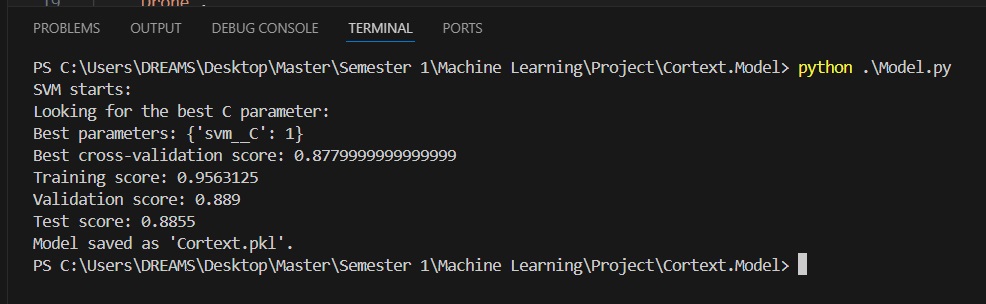 19 "Drone",
PROBLEMS OUTPUT DEBUG CONSOLE TERMINAL PORTS
PS C:\Users\DREAMS\Desktop\Master\Semester 1\Machine Learning\Project\Cortext.Model> python .\Model.py
SVM starts:
Looking for the best C parameter:
Best parameters: {'svm__C': 1}
Best cross-validation score: 0.8779999999999999
Training score: 0.9563125
Validation score: 0.889
Test score: 0.8855
Model saved as 'Cortext.pkl'.
PS C:\Users\DREAMS\Desktop\Master\Semester 1\Machine Learning\Project\Cortext.Model>